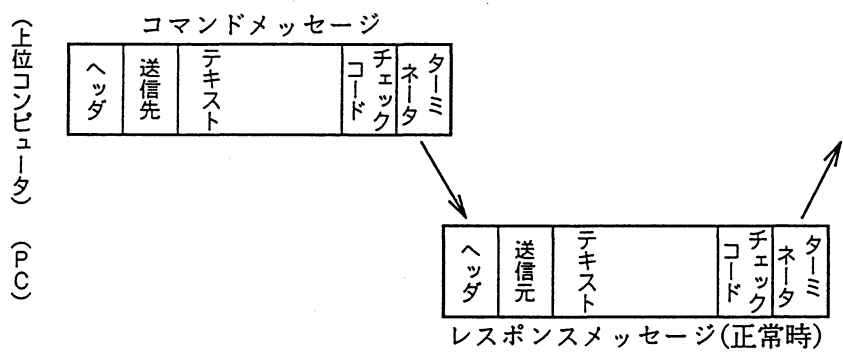 コマンドメッセージ
(上位コンピュータ)
ヘッダ
送信先
テキスト
チェック
コード
ターミ
ネータ
(PC)
ヘッダ
送信元
テキスト
チェック
コード
ターミ
ネータ
レスポンスメッセージ(正常時)